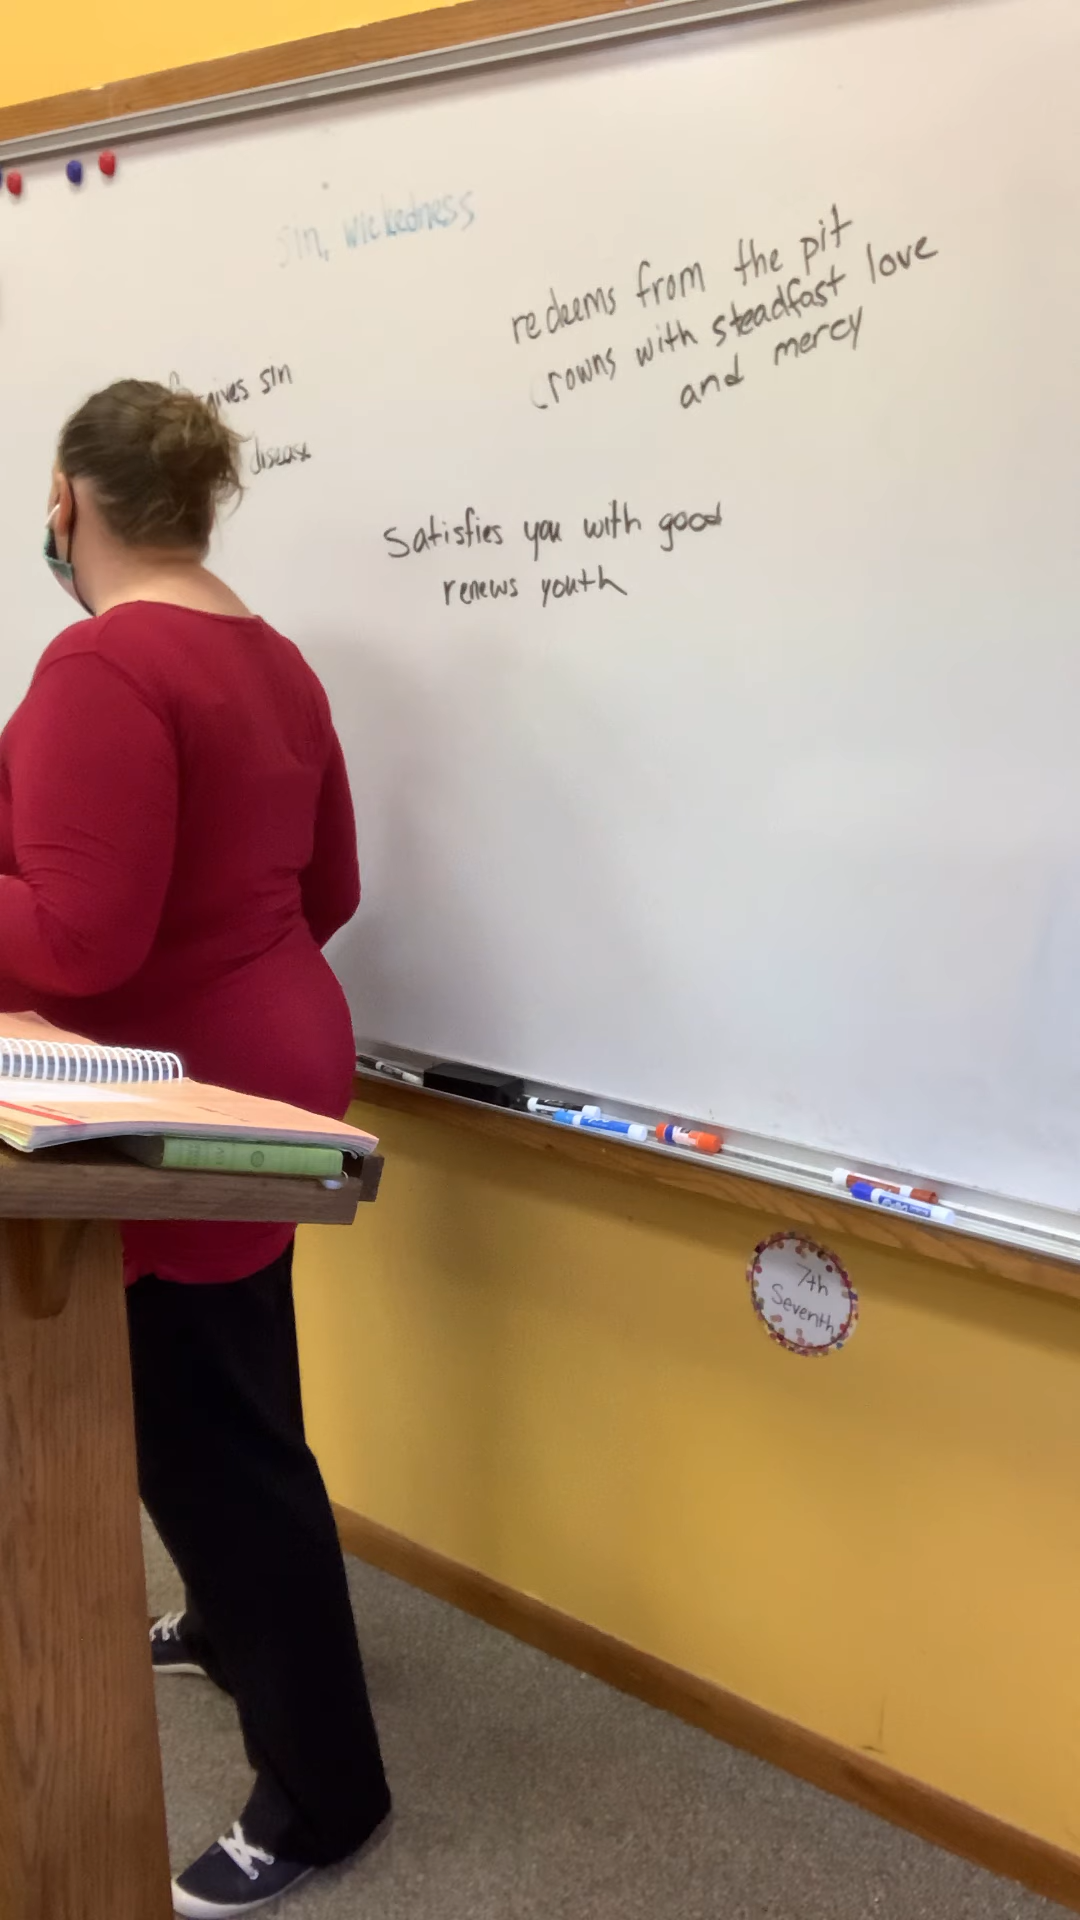 sin, wickedness
redeems from the pit
crowns with steadfast love
and mercy
sin
disease
Satisfies you with good
renews youth
7th
Seventh